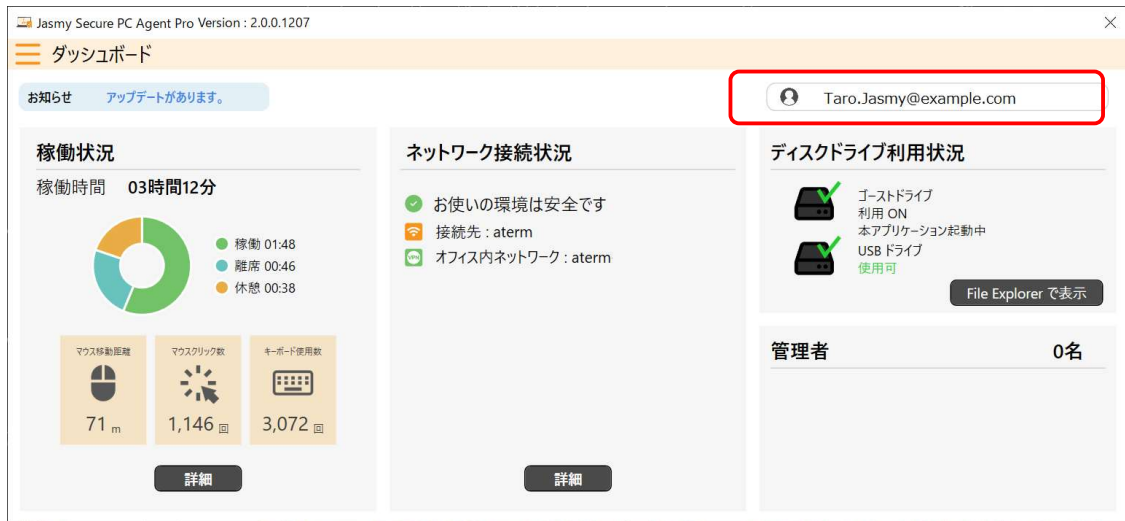 Jasmy Secure PC Agent Pro Version : 2.0.0.1207
ダッシュボード
お知らせ アップデートがあります。
Taro.Jasmy@example.com
稼働状況
稼働時間 03時間12分
稼働 01:48
離席 00:46
休憩 00:38
マウス移動距離
71 m
マウスクリック数
1,146 回
キーボード使用数
3,072 回
詳細
ネットワーク接続状況
お使いの環境は安全です
接続先 : aterm
VPN オフィス内ネットワーク : aterm
詳細
ディスクドライブ利用状況
ゴーストドライブ
利用 ON
本アプリケーション起動中
USB ドライブ
使用可
File Explorer で表示
管理者 0名